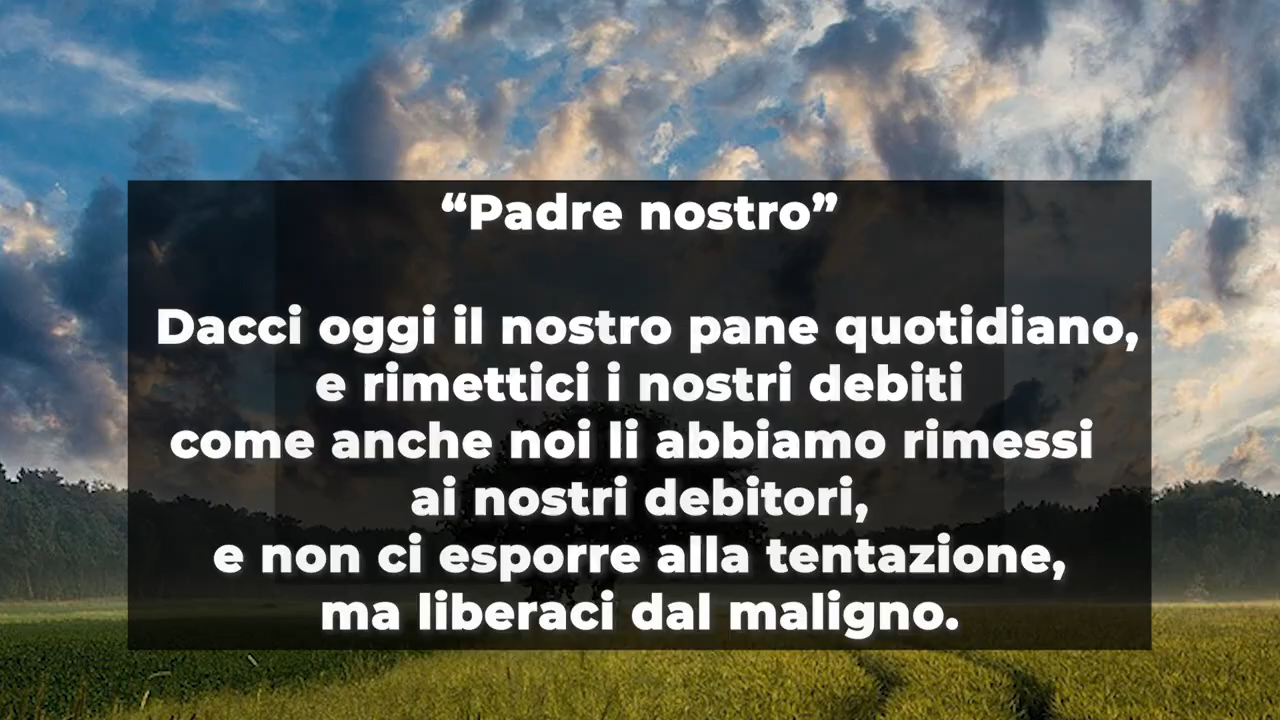 “Padre nostro”
Dacci oggi il nostro pane quotidiano,
e rimettici i nostri debiti
come anche noi li abbiamo rimessi
ai nostri debitori,
e non ci esporre alla tentazione,
ma liberaci dal maligno.